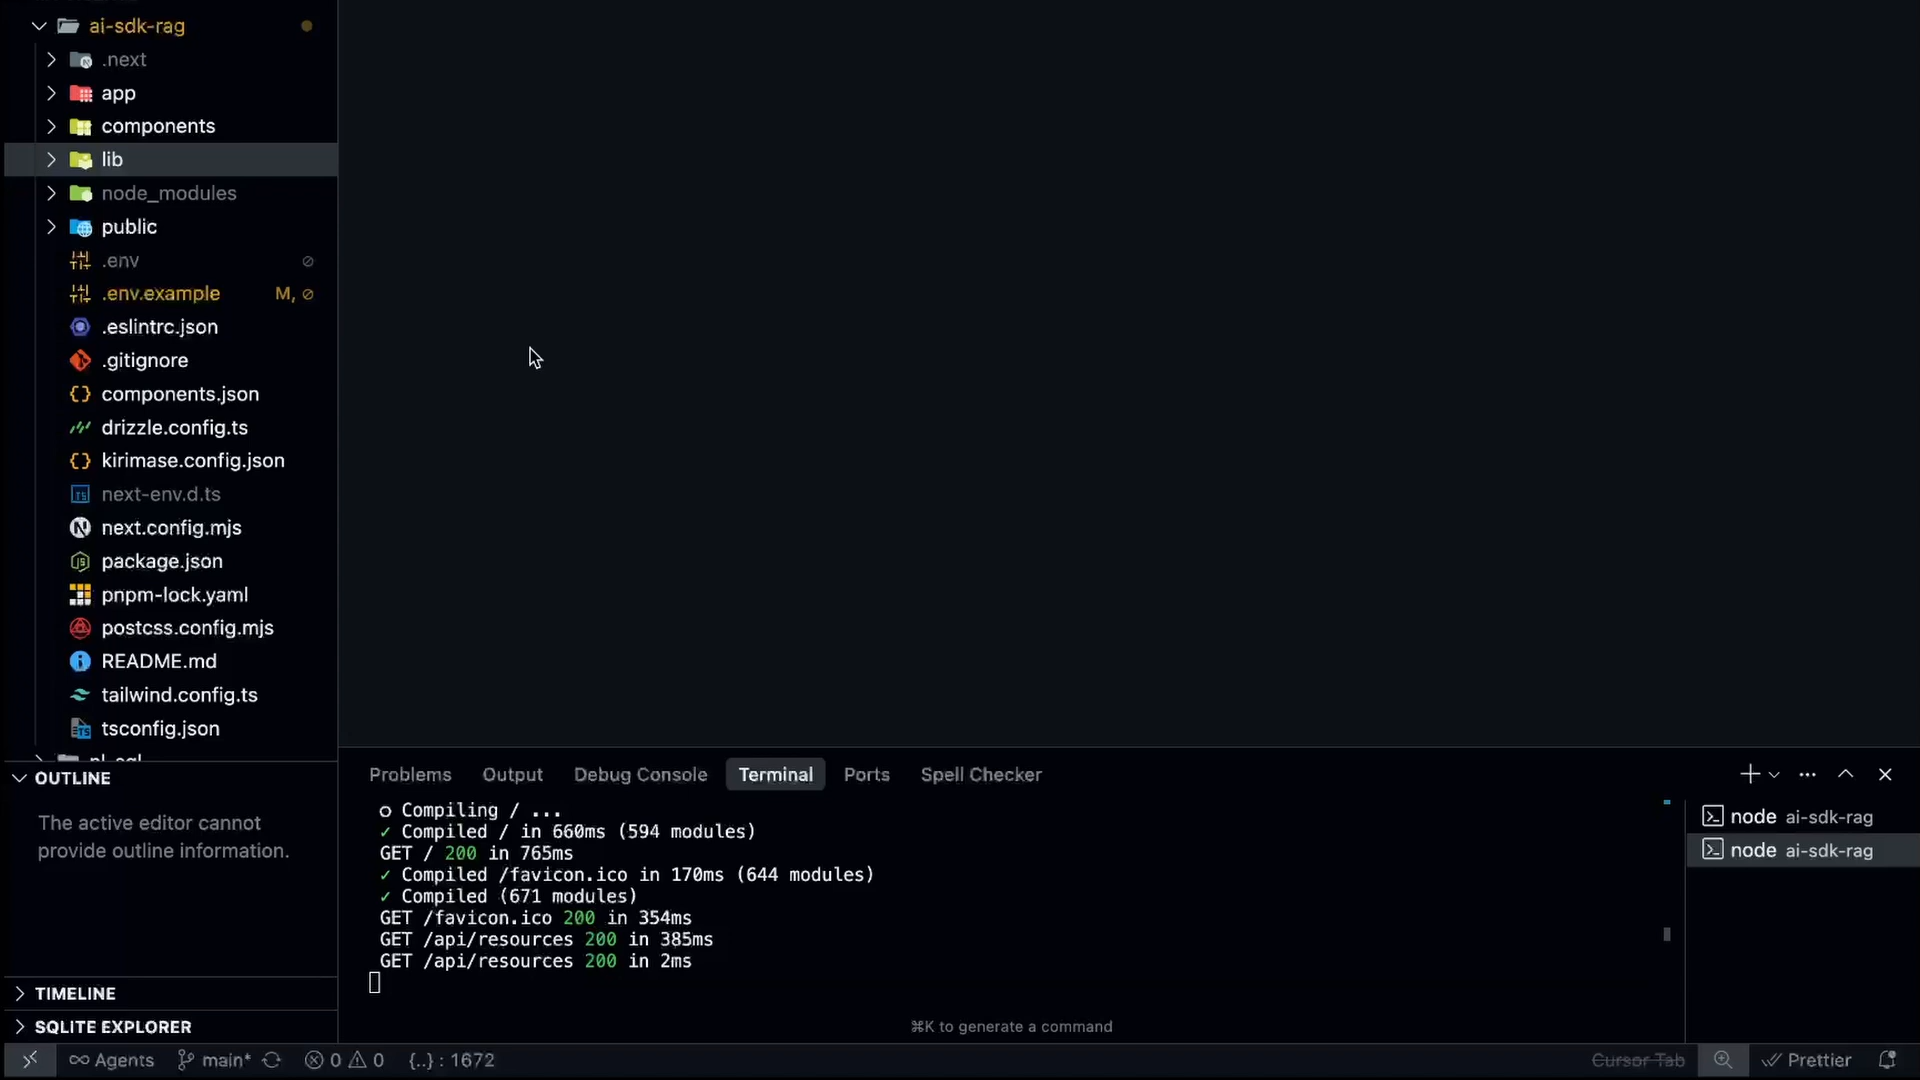 ai-sdk-rag
.next
app
components
lib
node_modules
public
.env
.env.example M,
.eslintrc.json
.gitignore
components.json
drizzle.config.ts
kirimase.config.json
next-env.d.ts
next.config.mjs
package.json
pnpm-lock.yaml
postcss.config.mjs
README.md
tailwind.config.ts
tsconfig.json
OUTLINE
The active editor cannot
provide outline information.
TIMELINE
SQLITE EXPLORER
Problems Output Debug Console Terminal Ports Spell Checker
○ Compiling / ...
✓ Compiled / in 660ms (594 modules)
GET / 200 in 765ms
✓ Compiled /favicon.ico in 170ms (644 modules)
✓ Compiled (671 modules)
GET /favicon.ico 200 in 354ms
GET /api/resources 200 in 385ms
GET /api/resources 200 in 2ms
⌘K to generate a command
node ai-sdk-rag
node ai-sdk-rag
Agents main* 0 0 {..} : 1672 Cursor Tab Prettier